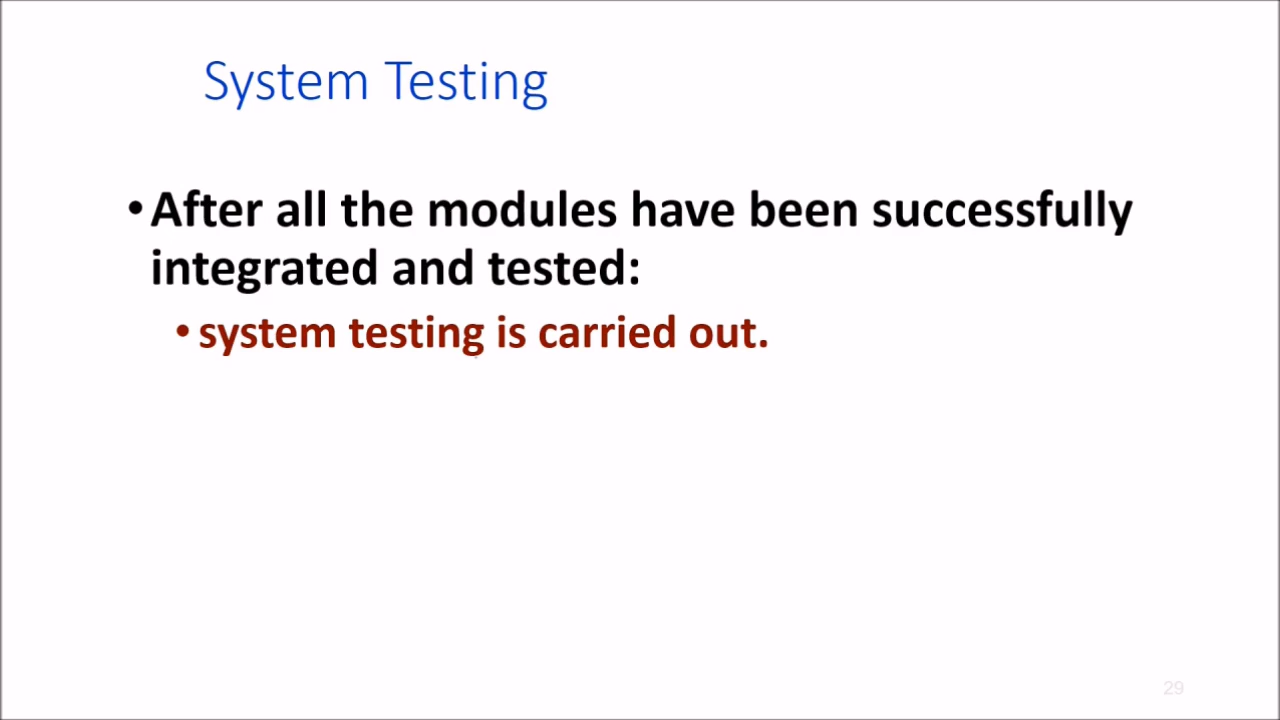 System Testing
•After all the modules have been successfully
integrated and tested:
•system testing is carried out.
29